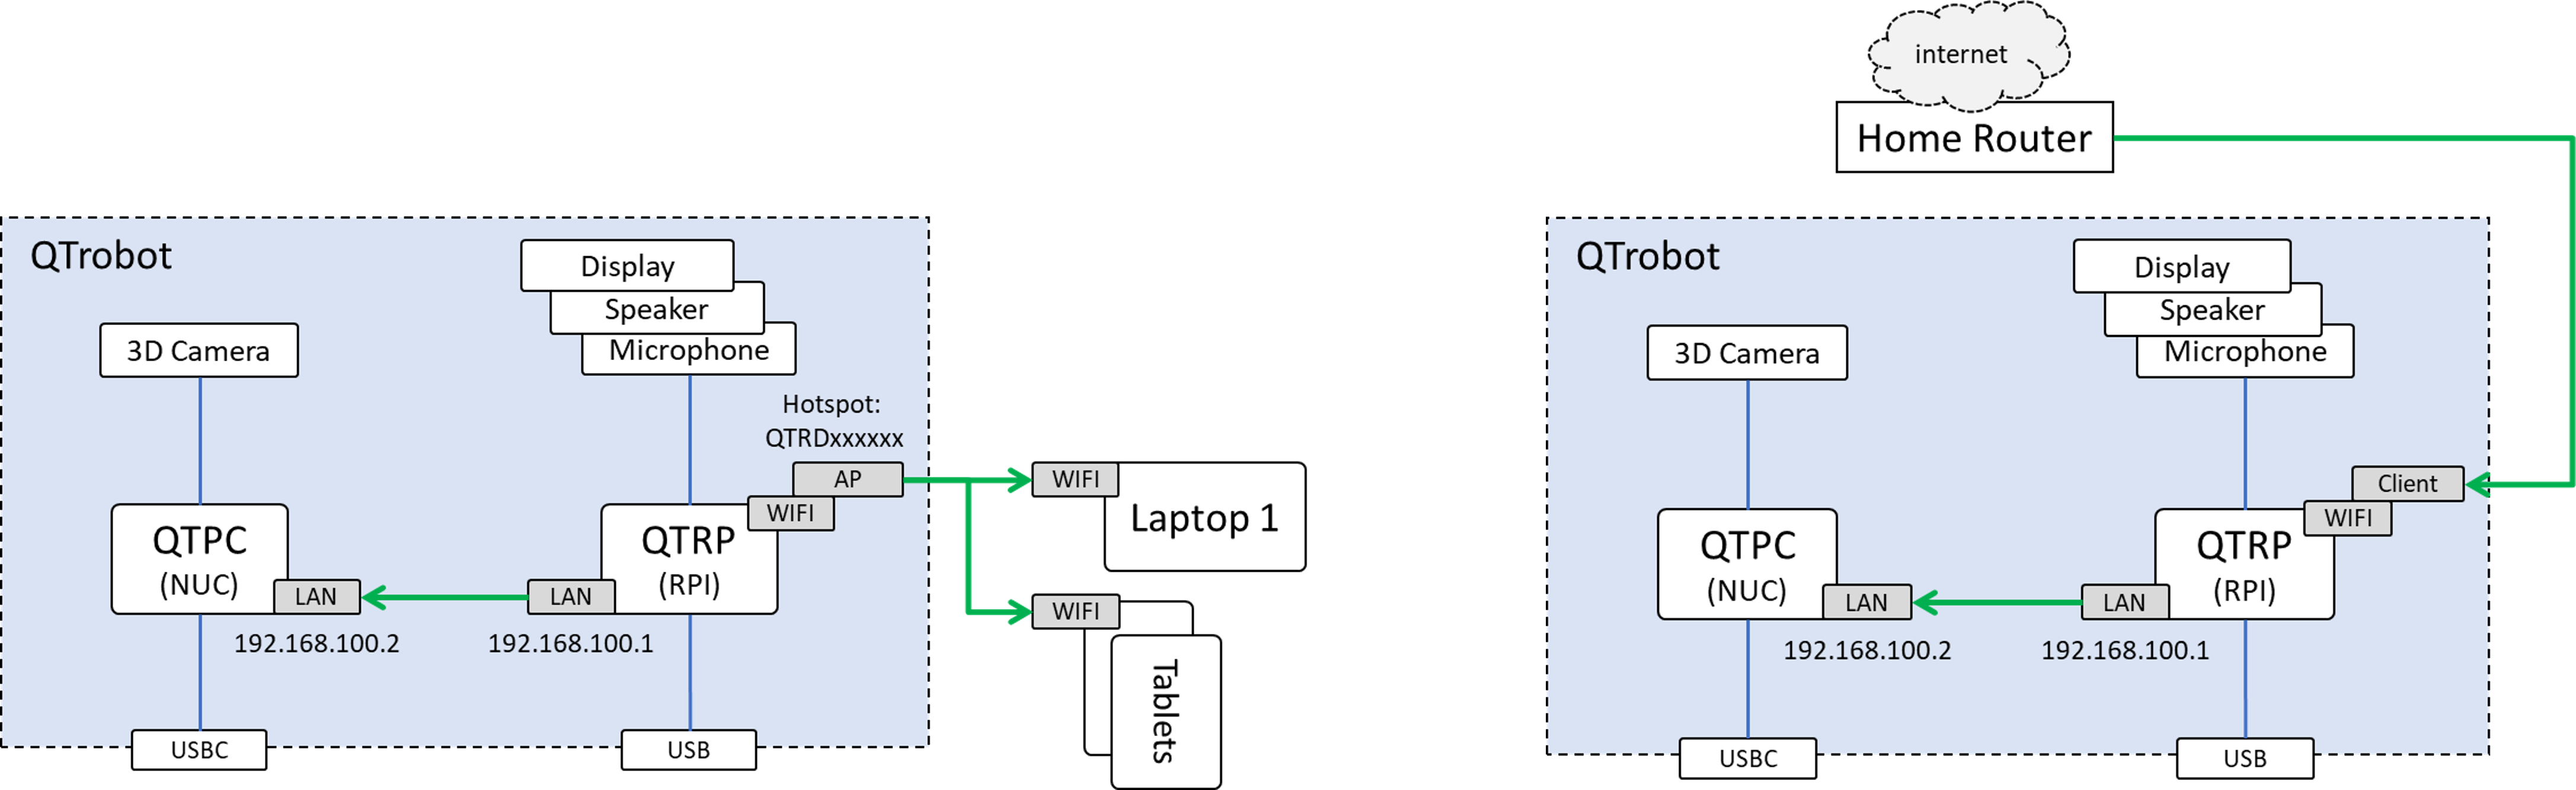 QTrobot
Display
Speaker
Microphone
3D Camera
Hotspot:
QTRDxxxxxx
AP
WIFI
QTPC
(NUC)
LAN
192.168.100.2
LAN
QTRP
(RPI)
192.168.100.1
USBC
USB
WIFI
Laptop 1
WIFI
Tablets
internet
Home Router
QTrobot
Display
Speaker
Microphone
3D Camera
Client
WIFI
QTPC
(NUC)
LAN
192.168.100.2
LAN
QTRP
(RPI)
192.168.100.1
USBC
USB